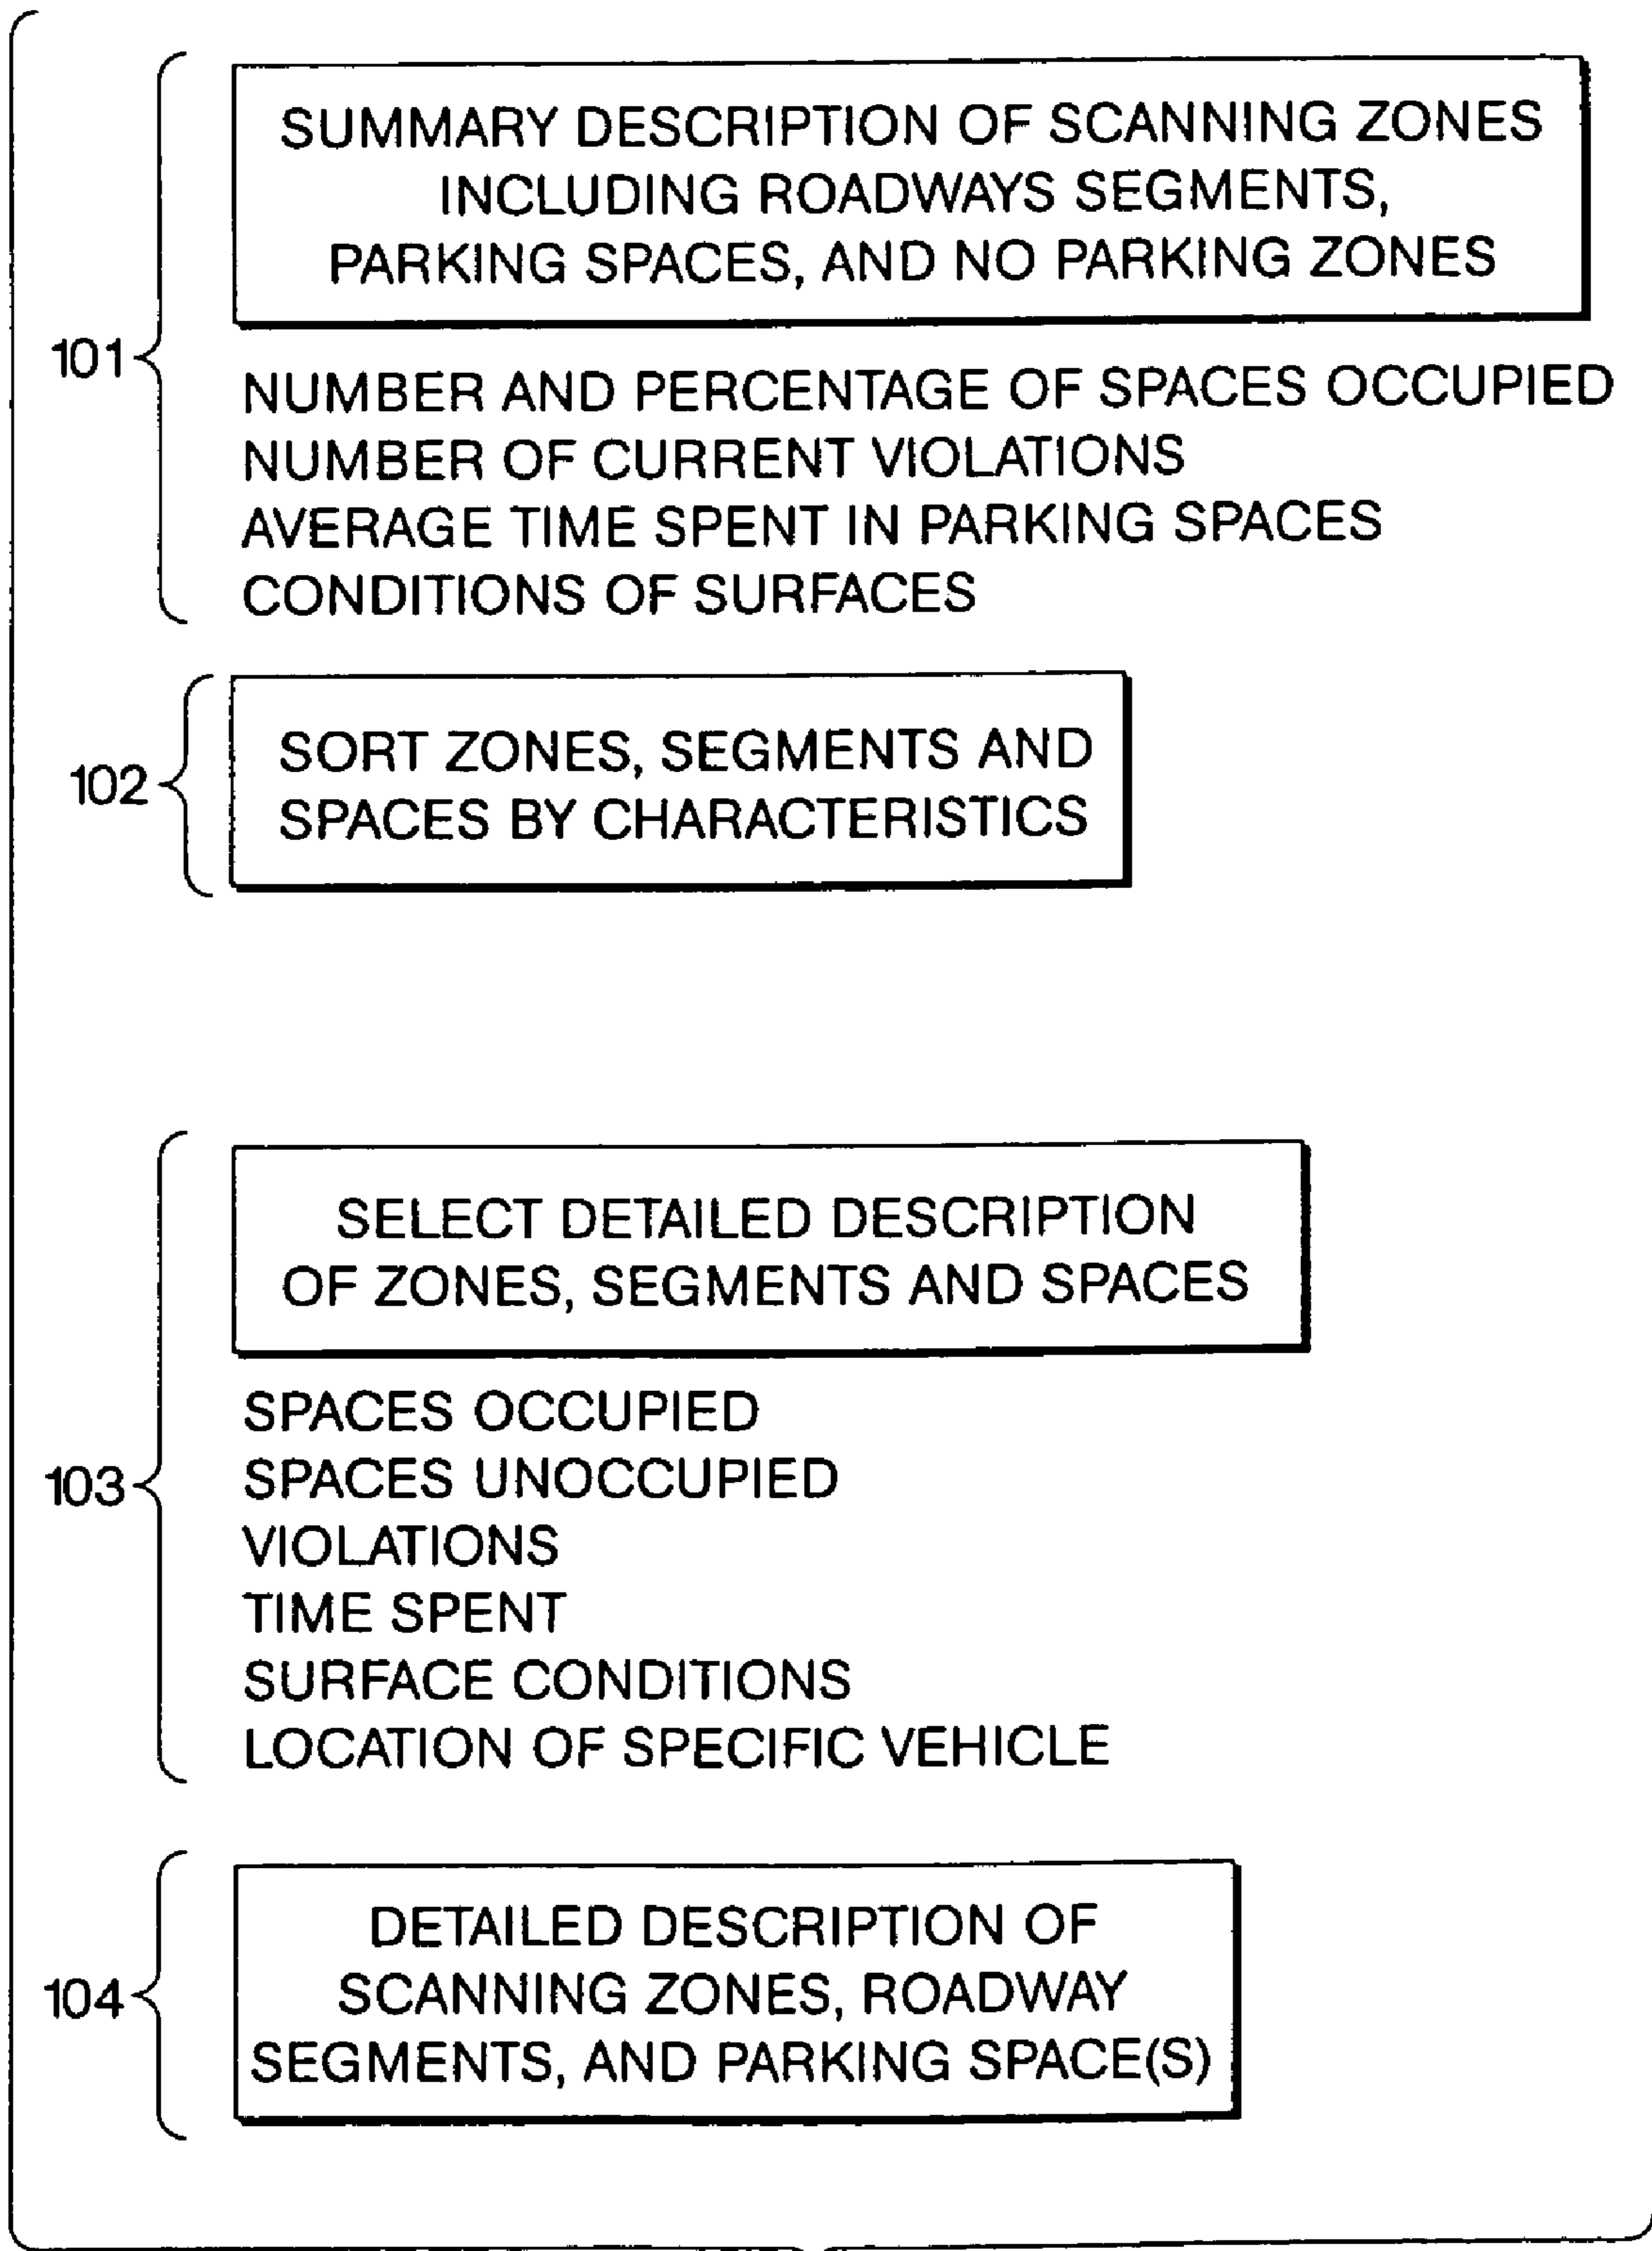 SUMMARY DESCRIPTION OF SCANNING ZONES
INCLUDING ROADWAYS SEGMENTS,
PARKING SPACES, AND NO PARKING ZONES
101
NUMBER AND PERCENTAGE OF SPACES OCCUPIED
NUMBER OF CURRENT VIOLATIONS
AVERAGE TIME SPENT IN PARKING SPACES
CONDITIONS OF SURFACES
102
SORT ZONES, SEGMENTS AND
SPACES BY CHARACTERISTICS
SELECT DETAILED DESCRIPTION
OF ZONES, SEGMENTS AND SPACES
103
SPACES OCCUPIED
SPACES UNOCCUPIED
VIOLATIONS
TIME SPENT
SURFACE CONDITIONS
LOCATION OF SPECIFIC VEHICLE
104
DETAILED DESCRIPTION OF
SCANNING ZONES, ROADWAY
SEGMENTS, AND PARKING SPACE(S)